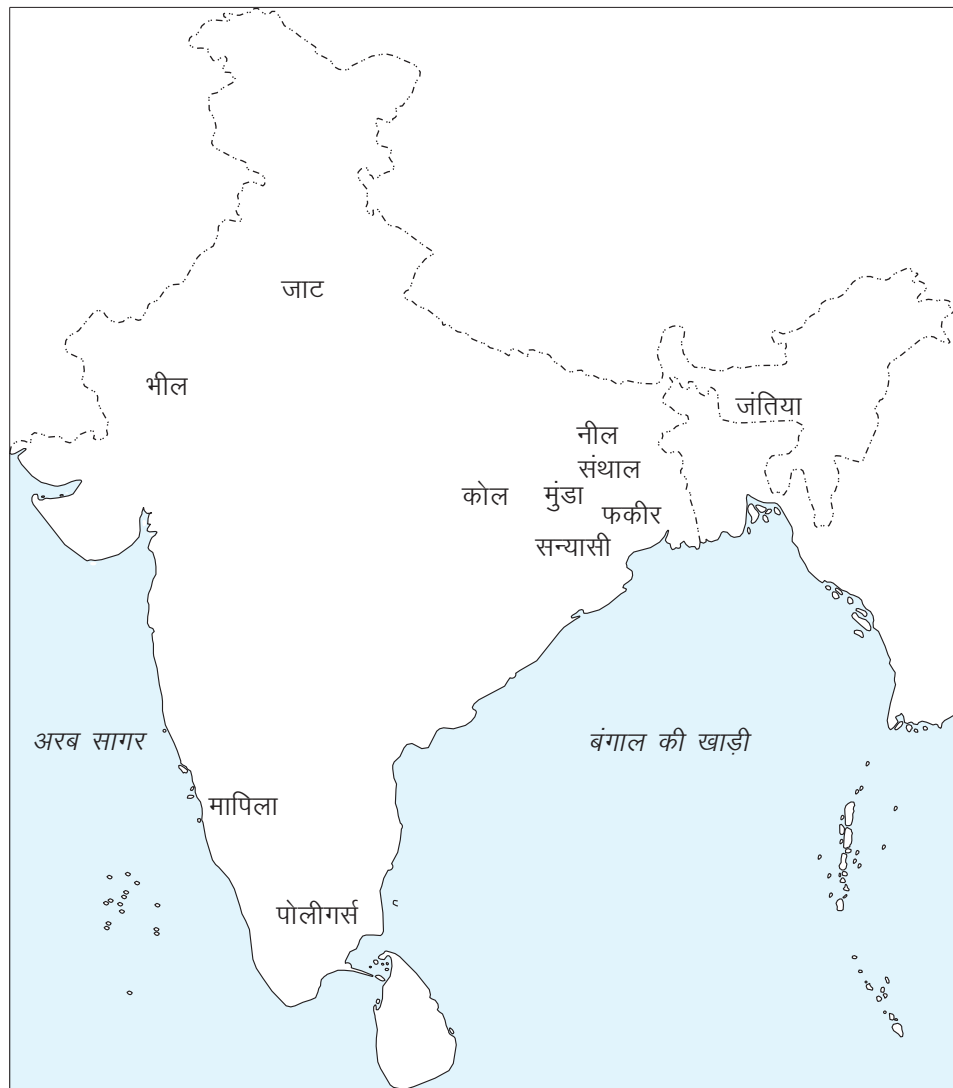 जाट
भील
जंतिया
नील
संथाल
कोल
मुंडा
फकीर
सन्यासी
अरब सागर
बंगाल की खाड़ी
मापिला
पोलीगर्स